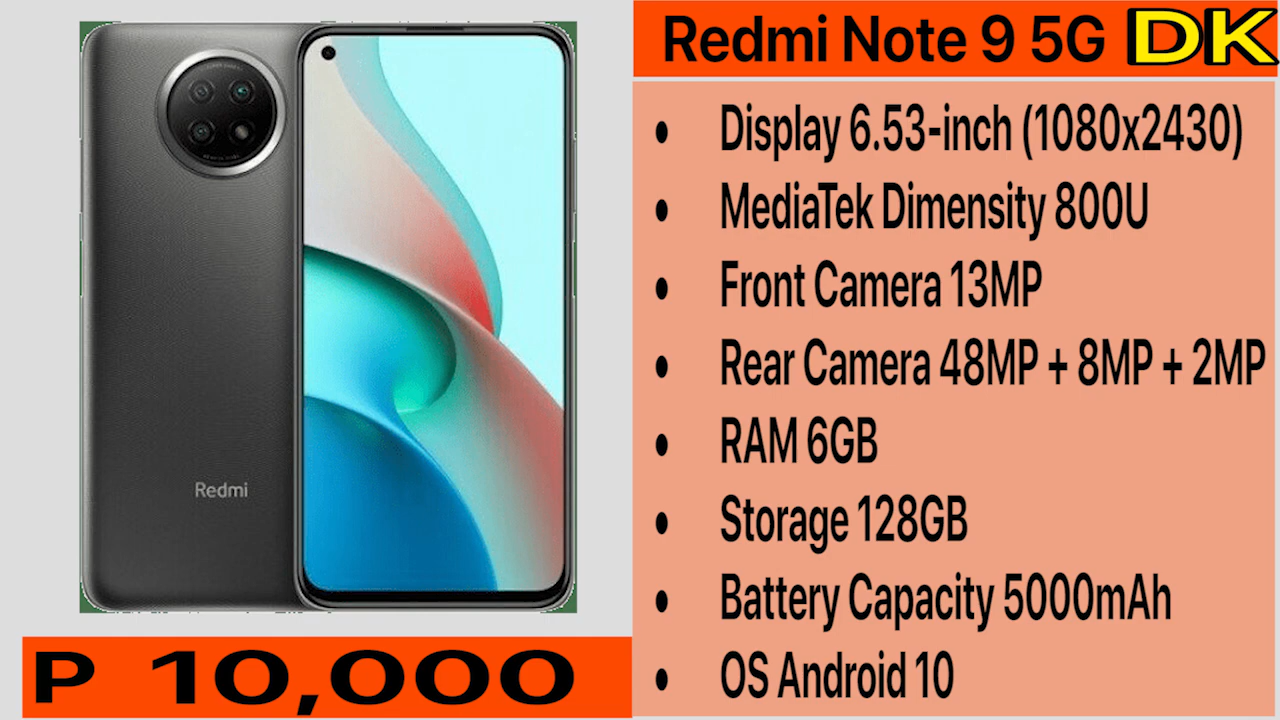 Redmi Note 9 5G DK
• Display 6.53-inch (1080x2430)
• MediaTek Dimensity 800U
• Front Camera 13MP
• Rear Camera 48MP + 8MP + 2MP
• RAM 6GB
• Storage 128GB
• Battery Capacity 5000mAh
• OS Android 10
Redmi
P 10,000